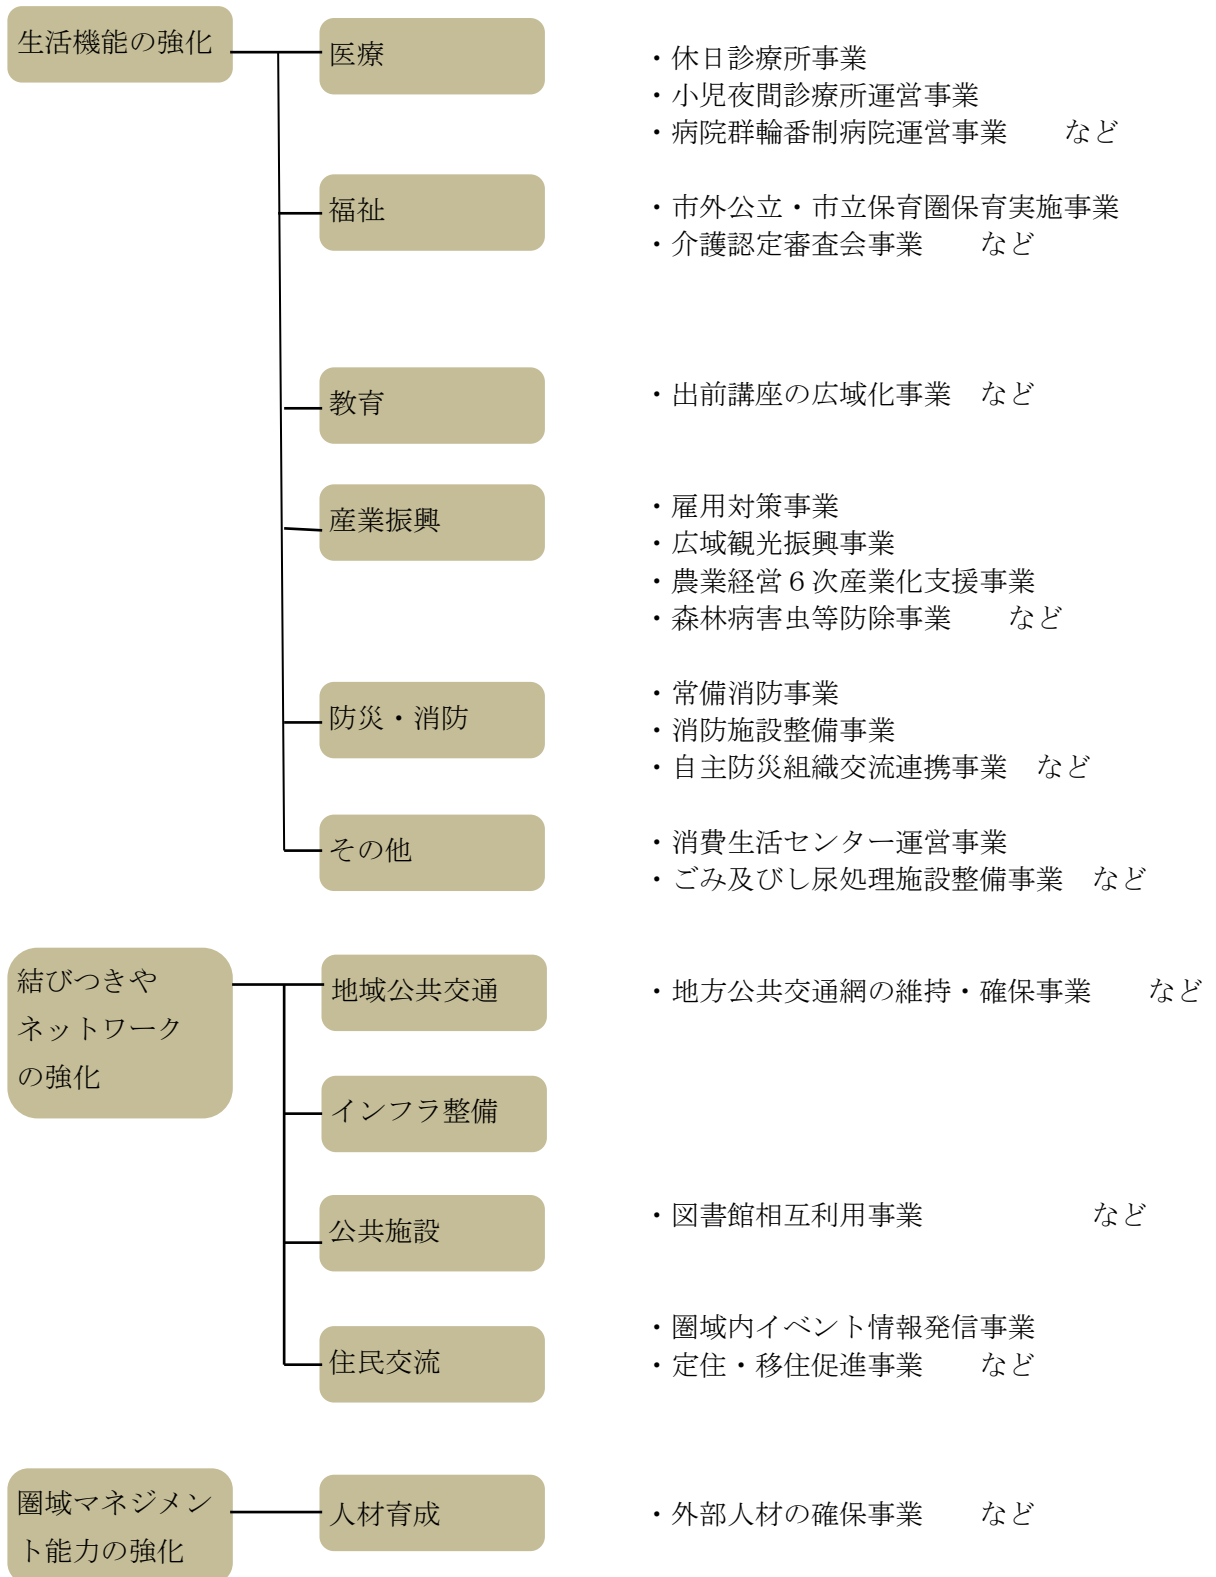 生活機能の強化
医療
・休日診療所事業
・小児夜間診療所運営事業
・病院群輪番制病院運営事業　　など
福祉
・市外公立・市立保育圏保育実施事業
・介護認定審査会事業　　など
教育
・出前講座の広域化事業　など
産業振興
・雇用対策事業
・広域観光振興事業
・農業経営６次産業化支援事業
・森林病害虫等防除事業　　など
防災・消防
・常備消防事業
・消防施設整備事業
・自主防災組織交流連携事業　など
その他
・消費生活センター運営事業
・ごみ及びし尿処理施設整備事業　など
結びつきや
ネットワーク
の強化
地域公共交通
・地方公共交通網の維持・確保事業　　など
インフラ整備
公共施設
・図書館相互利用事業　　　　　　など
住民交流
・圏域内イベント情報発信事業
・定住・移住促進事業　　など
圏域マネジメン
ト能力の強化
人材育成
・外部人材の確保事業　　など